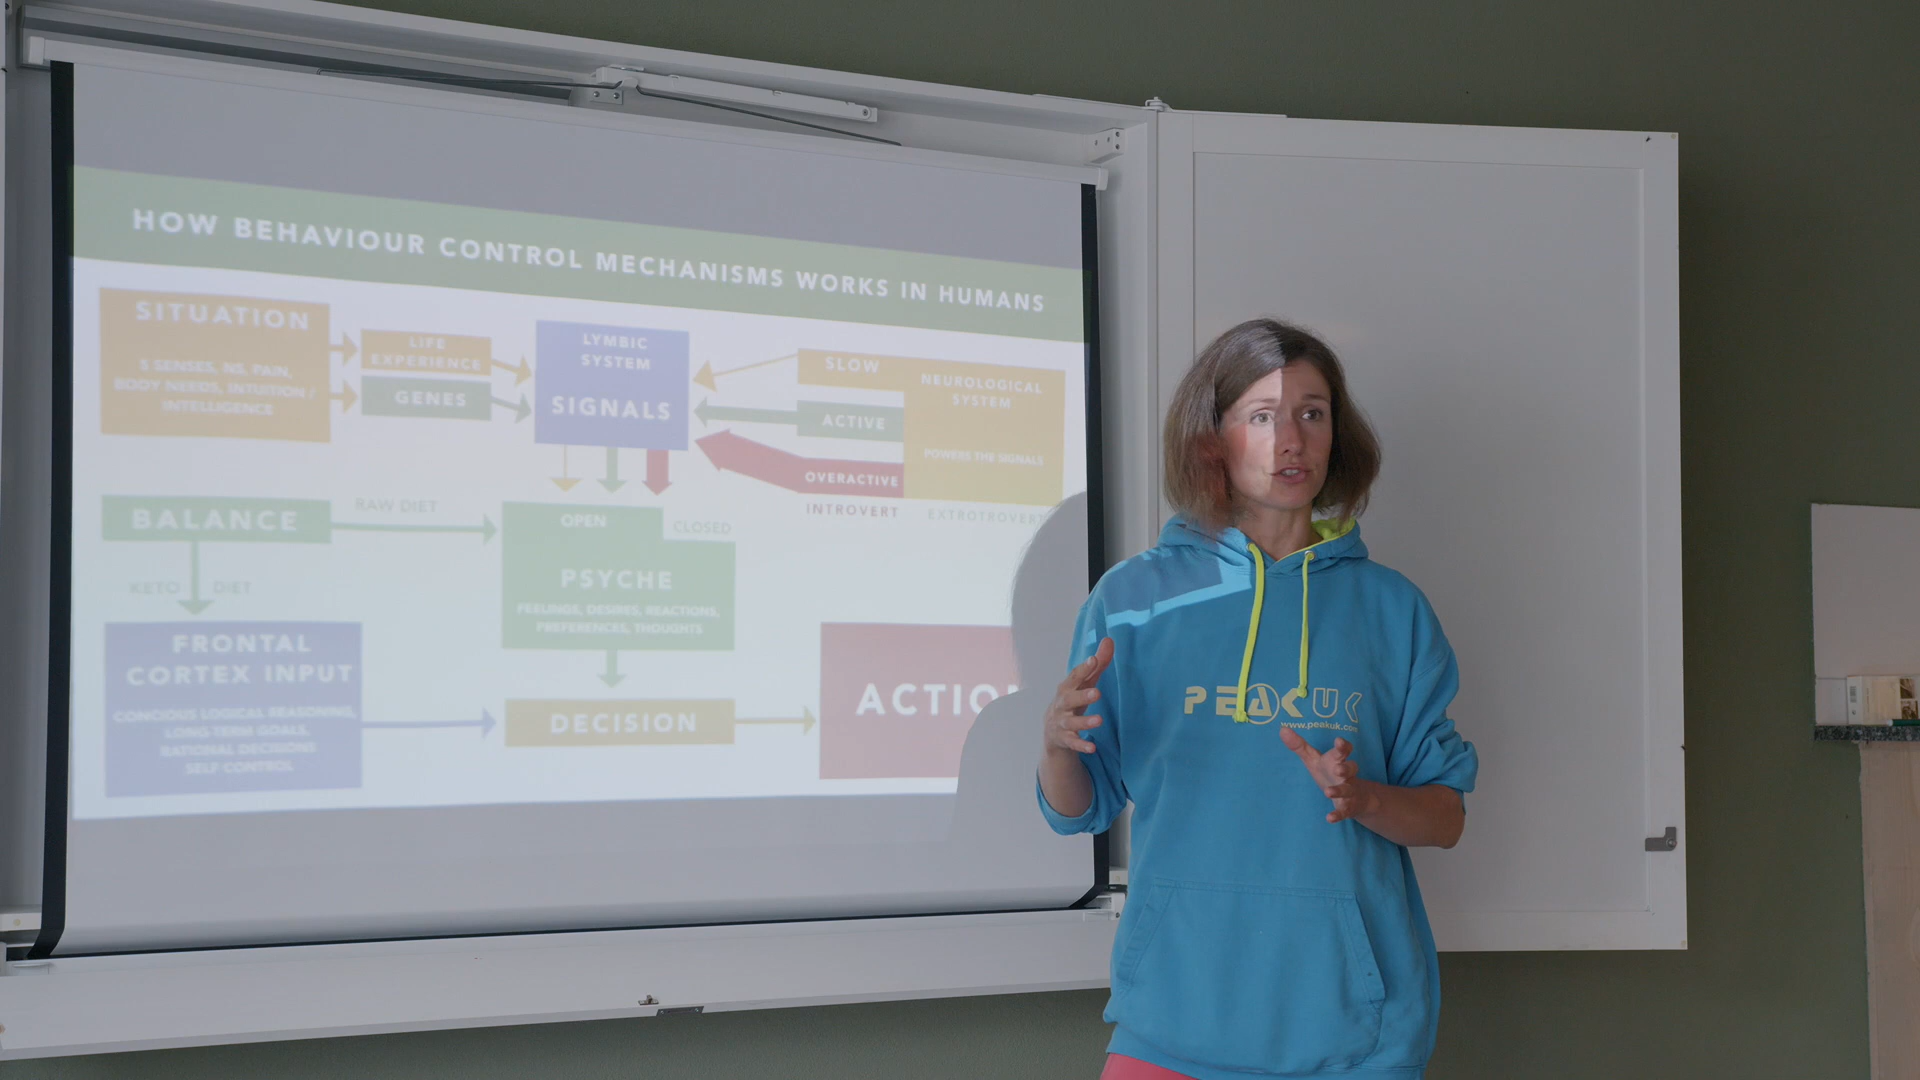 HOW BEHAVIOUR CONTROL MECHANISMS WORKS IN HUMANS
SITUATION
5 SENSES, NS, PAIN,
BODY NEEDS, INTUITION /
INTELLIGENCE
LIFE
EXPERIENCE
GENES
LYMBIC
SYSTEM
SIGNALS
SLOW
ACTIVE
OVERACTIVE
NEUROLOGICAL
SYSTEM
POWERS THE SIGNALS
INTROVERT
EXTROTROVERT
BALANCE
RAW DIET
KETO DIET
OPEN
CLOSED
PSYCHE
FEELINGS, DESIRES, REACTIONS,
PREFERENCES, THOUGHTS
FRONTAL
CORTEX INPUT
CONCIOUS LOGICAL REASONING,
LONG-TERM GOALS,
RATIONAL DECISIONS
SELF-CONTROL
DECISION
ACTIO
PEAK UK
www.peakuk.com